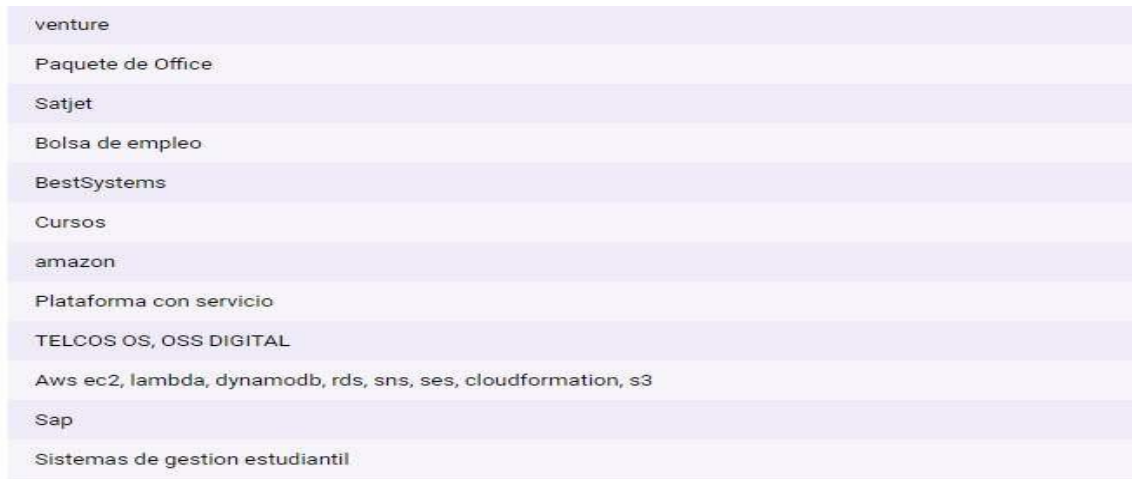 venture
Paquete de Office
Satjet
Bolsa de empleo
BestSystems
Cursos
amazon
Plataforma con servicio
TELCOS OS, OSS DIGITAL
Aws ec2, lambda, dynamodb, rds, sns, ses, cloudformation, s3
Sap
Sistemas de gestion estudiantil